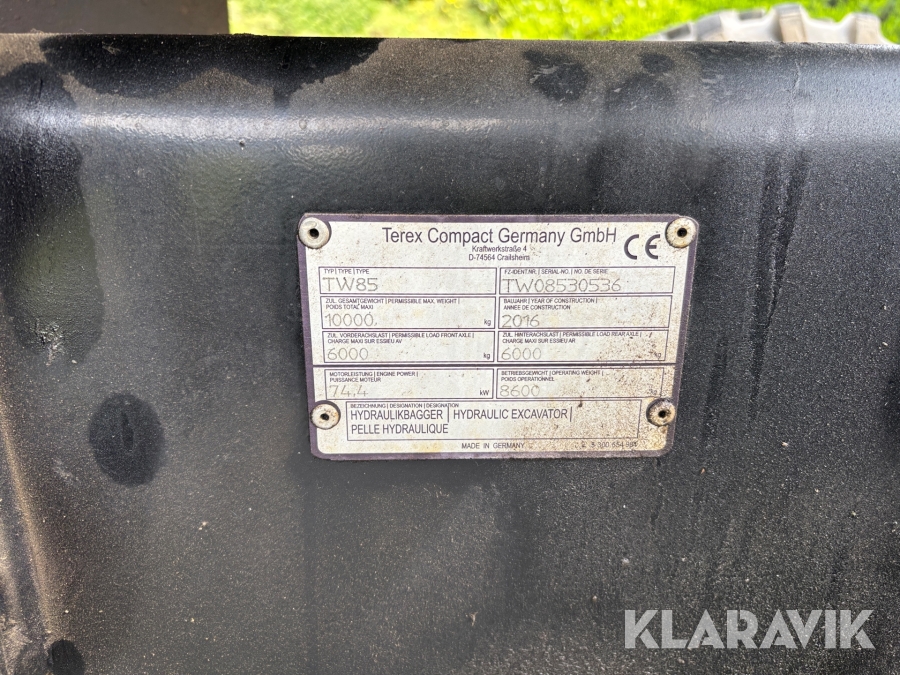 Terex Compact Germany GmbH
CE
Kraftwerkstraße 4
D-74564 Crailsheim
TYP | TYPE | TYPE
TW85
FZ-IDENT.NR. | SERIAL-NO. | NO. DE SERIE
TW08530536
ZUL. GESAMTGEWICHT | PERMISSIBLE MAX. WEIGHT |
POIDS TOTAL MAXI
10000 kg
BAUJAHR | YEAR OF CONSTRUCTION |
ANNEE DE CONSTRUCTION
2016
ZUL. VORDERACHSLAST | PERMISSIBLE LOAD FRONT AXLE |
CHARGE MAXI SUR ESSIEU AV
6000 kg
ZUL. HINTERACHSLAST | PERMISSIBLE LOAD REAR AXLE |
CHARGE MAXI SUR ESSIEU AR
6000 kg
MOTORLEISTUNG | ENGINE POWER |
PUISSANCE MOTEUR
74,4 kW
BETRIEBSGEWICHT | OPERATING WEIGHT |
POIDS OPERATIONNEL
8600
BEZEICHNUNG | DESIGNATION | DESIGNATION
HYDRAULIKBAGGER | HYDRAULIC EXCAVATOR |
PELLE HYDRAULIQUE
MADE IN GERMANY
KLARAVIK